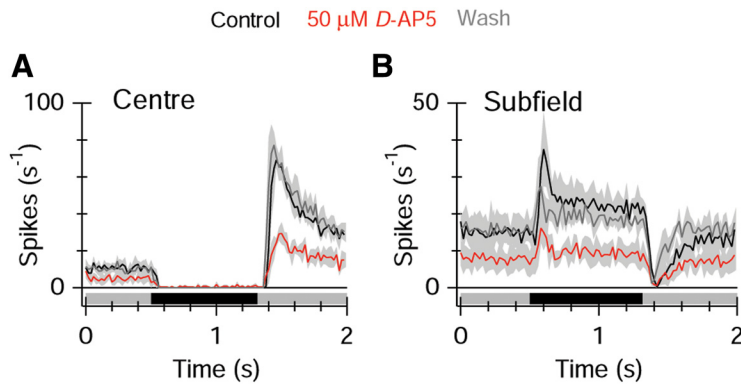 Control 50 μM D-AP5 Wash
A B
100 Centre 50 Subfield
Spikes (s-1) Spikes (s-1)
0 0
0 1 2 0 1 2
Time (s) Time (s)